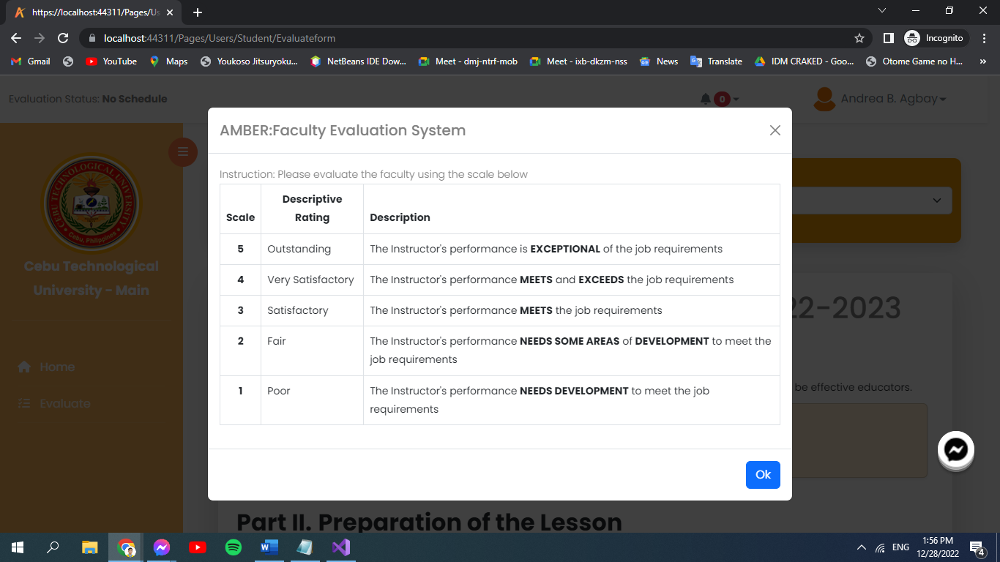 https://localhost:44311/Pages/Us
localhost:44311/Pages/Users/Student/Evaluateform
Incognito
Gmail
YouTube
Maps
Youkoso Jitsuryoku...
NetBeans IDE Dow...
Meet - dmj-ntrf-mob
Meet - ixb-dkzm-nss
News
Translate
IDM CRAKED - Goo...
Otome Game no H...
»
Evaluation Status: No Schedule
0
Andrea B. Agbay
CEBU TECHNOLOGICAL UNIVERSITY
Cebu, Philippines
Cebu Technological
University - Main
Home
Evaluate
AMBER:Faculty Evaluation System
Instruction: Please evaluate the faculty using the scale below
Scale Descriptive Rating Description
5 Outstanding The Instructor's performance is EXCEPTIONAL of the job requirements
4 Very Satisfactory The Instructor's performance MEETS and EXCEEDS the job requirements
3 Satisfactory The Instructor's performance MEETS the job requirements
2 Fair The Instructor's performance NEEDS SOME AREAS of DEVELOPMENT to meet the
job requirements
1 Poor The Instructor's performance NEEDS DEVELOPMENT to meet the job
requirements
Ok
22-2023
be effective educators.
Part II. Preparation of the Lesson
ENG
1:56 PM
12/28/2022
4